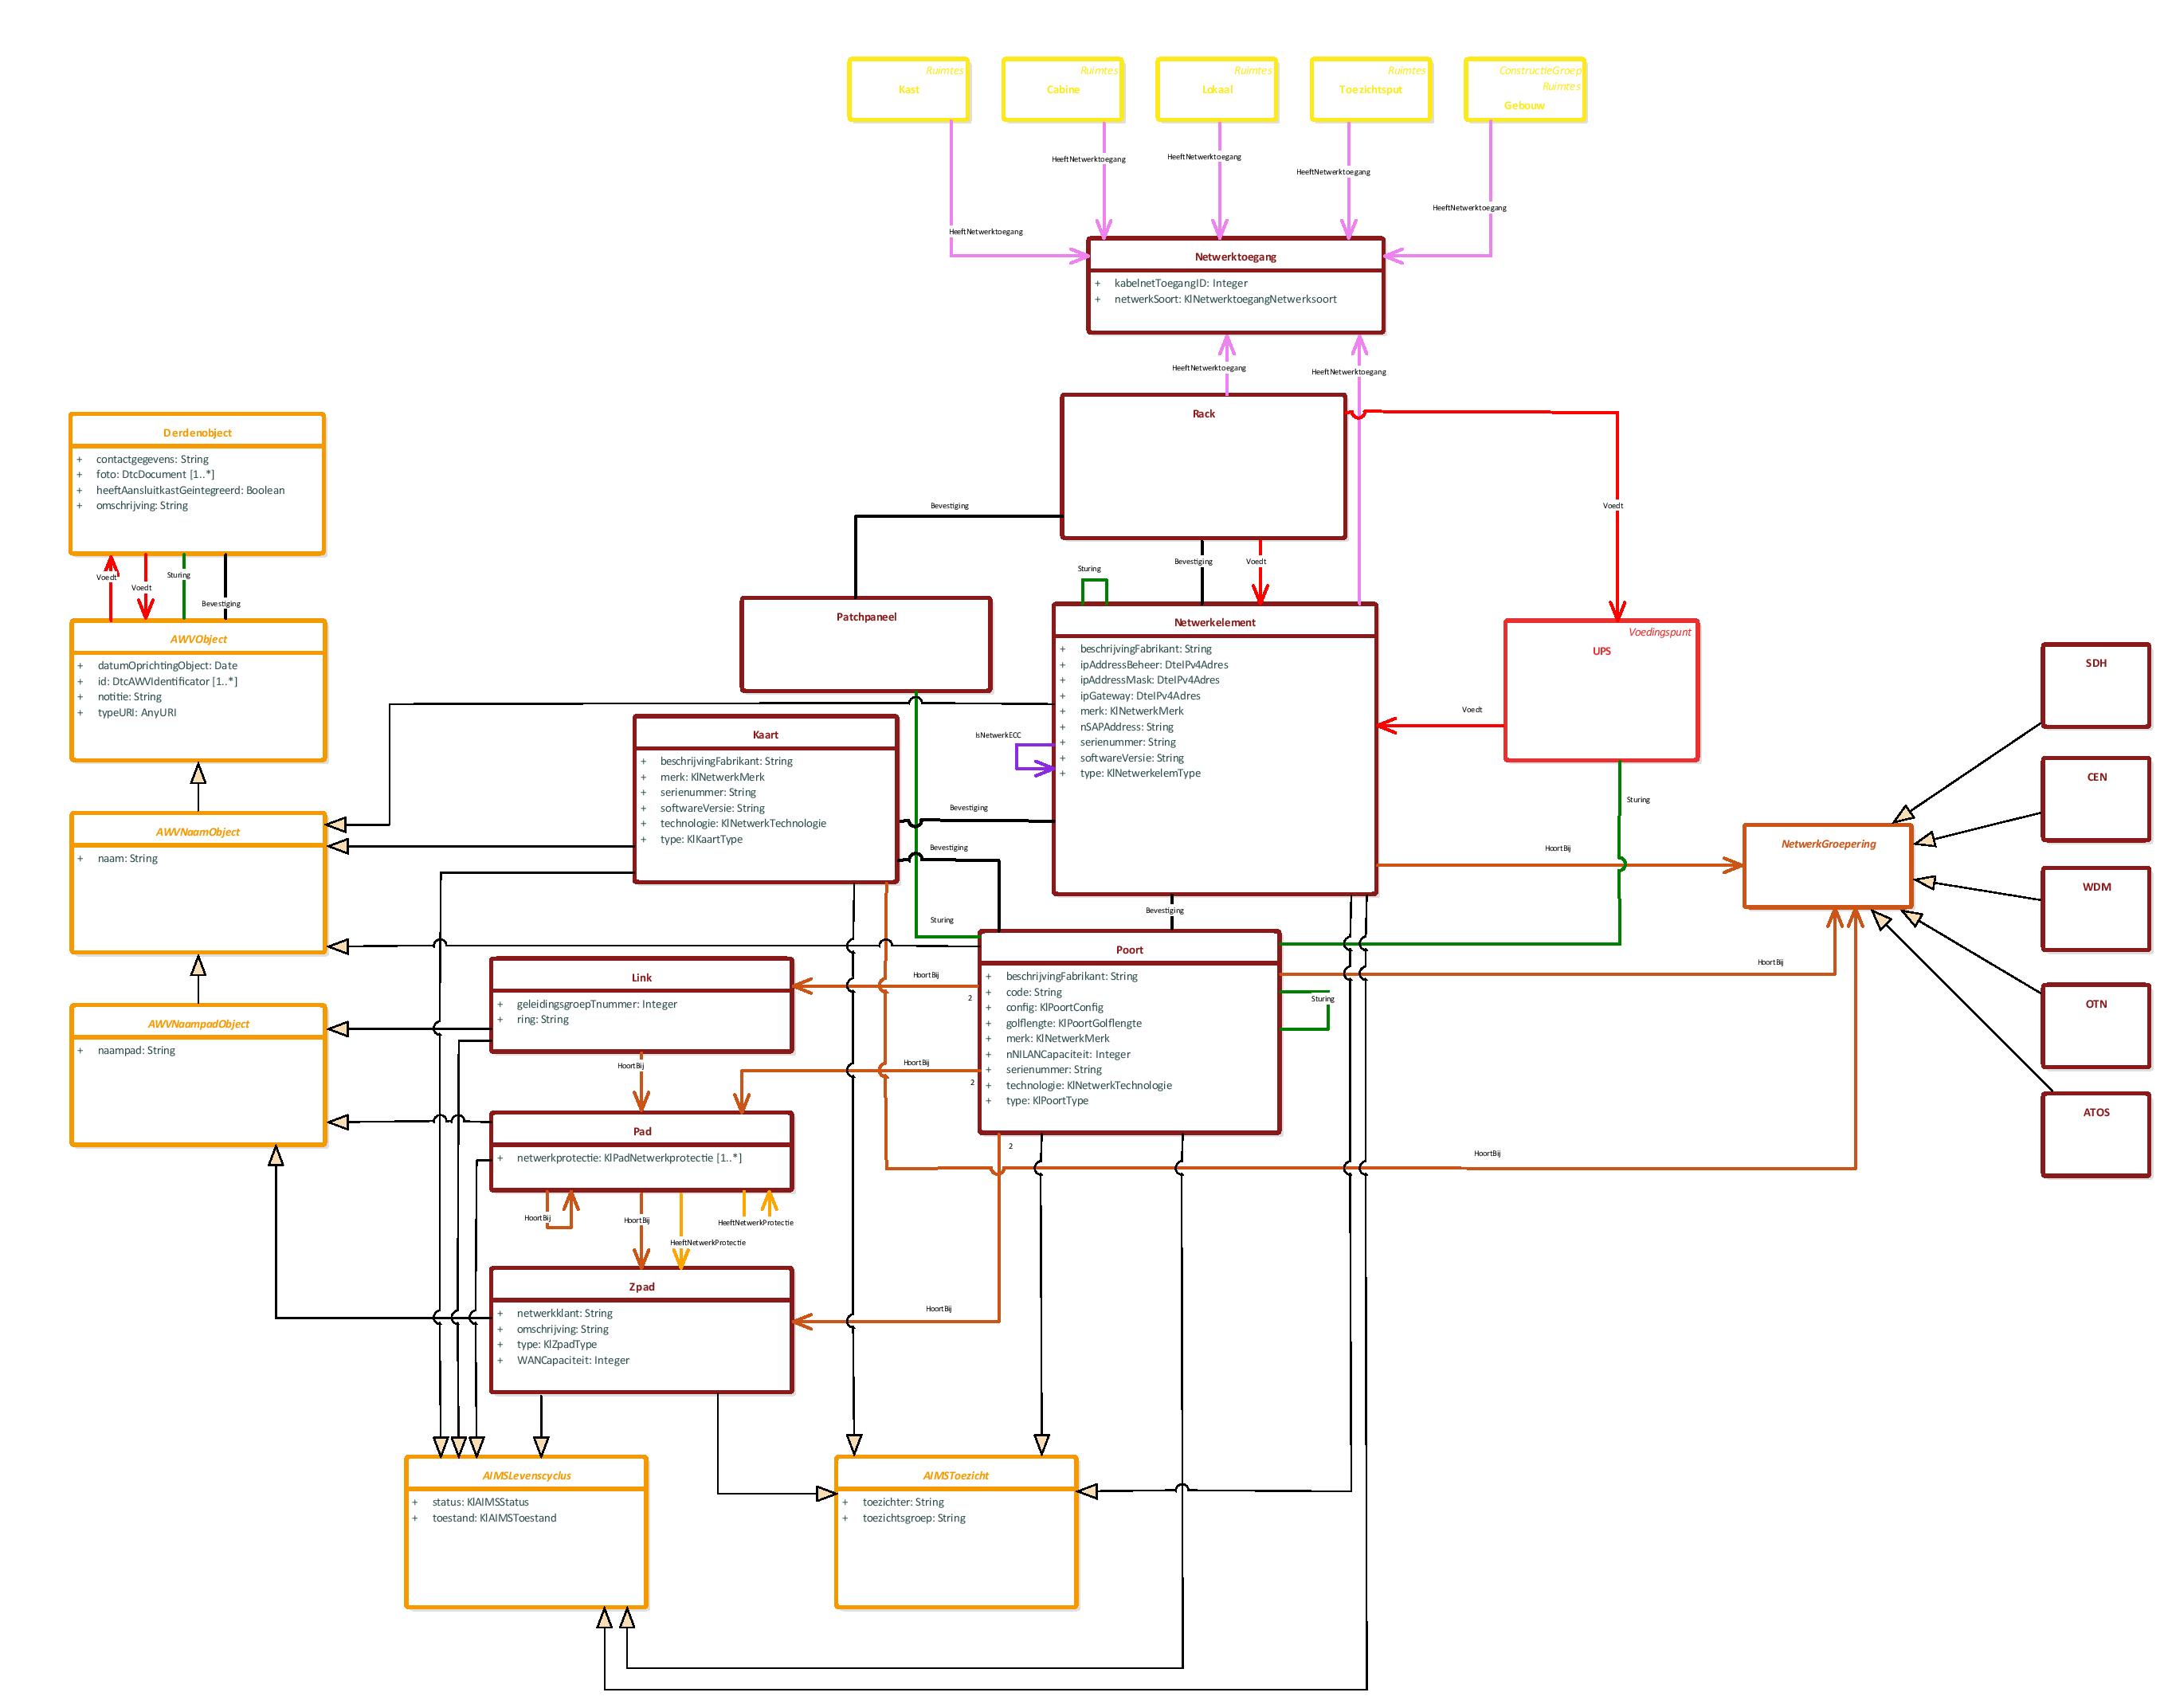 Ruimtes
Kast
Ruimtes
Cabine
Ruimtes
Lokaal
Ruimtes
Toezichtsput
ConstructieGroep
Ruimtes
Gebouw
HeeftNetwerktoegang
HeeftNetwerktoegang
HeeftNetwerktoegang
HeeftNetwerktoegang
HeeftNetwerktoegang
Netwerktoegang
+ kabelnetToegangID: Integer
+ netwerkSoort: KlNetwerktoegangNetwerksoort
HeeftNetwerktoegang
HeeftNetwerktoegang
Rack
Derdenobject
+ contactgegevens: String
+ foto: DtcDocument [1..*]
+ heeftAansluitkastGeintegreerd: Boolean
+ omschrijving: String
Bevestiging
Voedt
Voedt
Voedt
Sturing
Bevestiging
Sturing
Bevestiging
Voedt
AWVObject
+ datumOprichtingObject: Date
+ id: DtcAWVIdentificator [1..*]
+ notitie: String
+ typeURI: AnyURI
Patchpaneel
Netwerkelement
+ beschrijvingFabrikant: String
+ ipAddressBeheer: DteIPv4Adres
+ ipAddressMask: DteIPv4Adres
+ ipGateway: DteIPv4Adres
+ merk: KlNetwerkMerk
+ nSAPAddress: String
+ serienummer: String
+ softwareVersie: String
+ type: KlNetwerkelemType
Voedingspunt
UPS
Voedt
IsNetwerkECC
SDH
CEN
WDM
OTN
ATOS
Kaart
+ beschrijvingFabrikant: String
+ merk: KlNetwerkMerk
+ serienummer: String
+ softwareVersie: String
+ technologie: KlNetwerkTechnologie
+ type: KlKaartType
Bevestiging
Bevestiging
Sturing
Sturing
Bevestiging
HoortBij
NetwerkGroepering
AWVNaamObject
+ naam: String
AWVNaampadObject
+ naampad: String
Link
+ geleidingsgroepTnummer: Integer
+ ring: String
HoortBij
2
Poort
+ beschrijvingFabrikant: String
+ code: String
+ config: KlPoortConfig
+ golflengte: KlPoortGolflengte
+ merk: KlNetwerkMerk
+ nNILANCapaciteit: Integer
+ serienummer: String
+ technologie: KlNetwerkTechnologie
+ type: KlPoortType
HoortBij
Sturing
HoortBij
HoortBij
2
2
HoortBij
Pad
+ netwerkprotectie: KlPadNetwerkprotectie [1..*]
HoortBij
HoortBij
HeeftNetwerkProtectie
HeeftNetwerkProtectie
Zpad
+ netwerkklant: String
+ omschrijving: String
+ type: KlZpadType
+ WANCapaciteit: Integer
HoortBij
AIMSLevenscyclus
+ status: KlAIMSStatus
+ toestand: KlAIMSToestand
AIMSToezicht
+ toezichter: String
+ toezichtsgroep: String